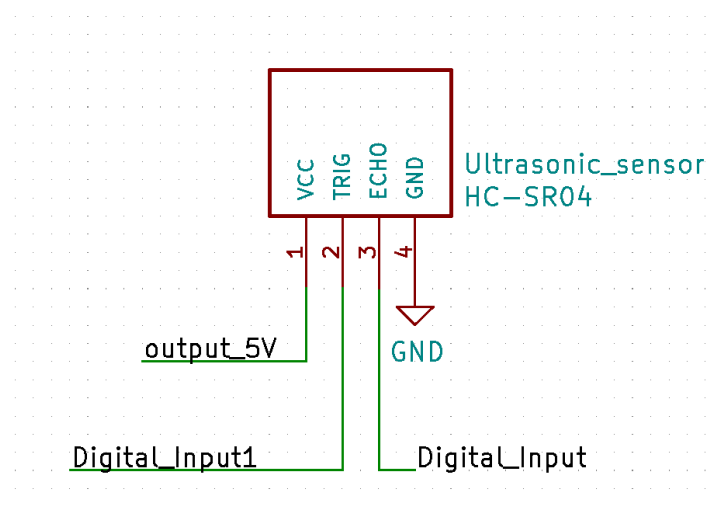 VCC
TRIG
ECHO
GND
Ultrasonic_sensor
HC-SR04
1
2
3
4
output_5V
GND
Digital_Input1
Digital_Input